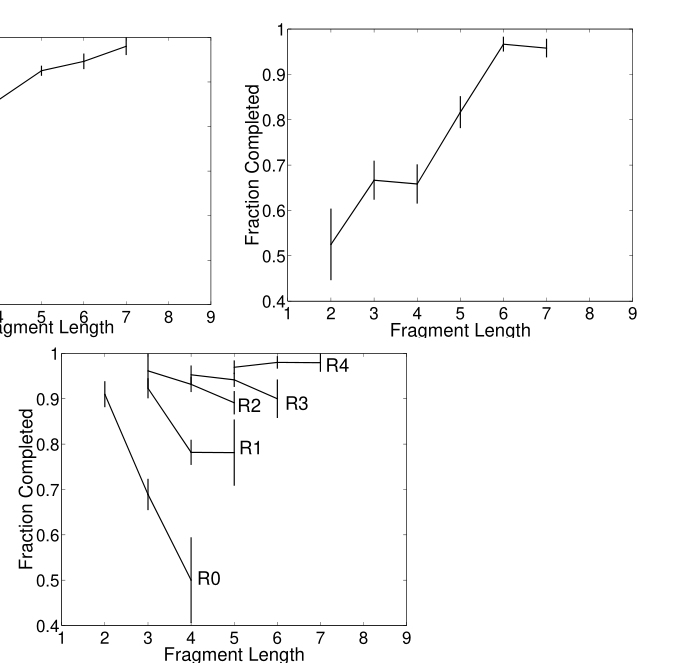 5 6 7 8 9
gment Length
1
0.9
0.8
0.7
0.6
0.5
0.4
Fraction Completed
1 2 3 4 5 6 7 8 9
Fragment Length
1
0.9
0.8
0.7
0.6
0.5
0.4
Fraction Completed
R4
R2
R3
R1
R0
1 2 3 4 5 6 7 8 9
Fragment Length